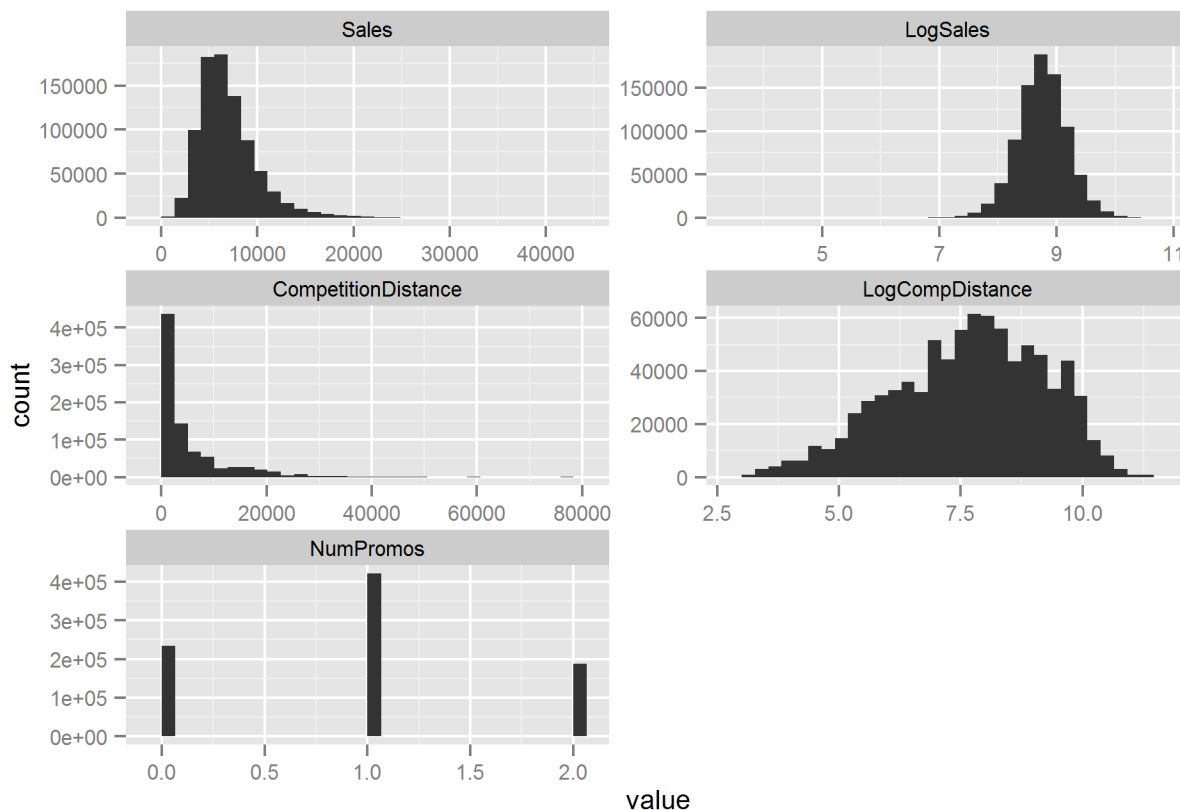 Sales
LogSales
150000
100000
50000
0
0 10000 20000 30000 40000
150000
100000
50000
0
5 7 9 11
CompetitionDistance
LogCompDistance
4e+05
3e+05
2e+05
1e+05
0e+00
0 20000 40000 60000 80000
60000
40000
20000
0
2.5 5.0 7.5 10.0
count
NumPromos
4e+05
3e+05
2e+05
1e+05
0e+00
0.0 0.5 1.0 1.5 2.0
value